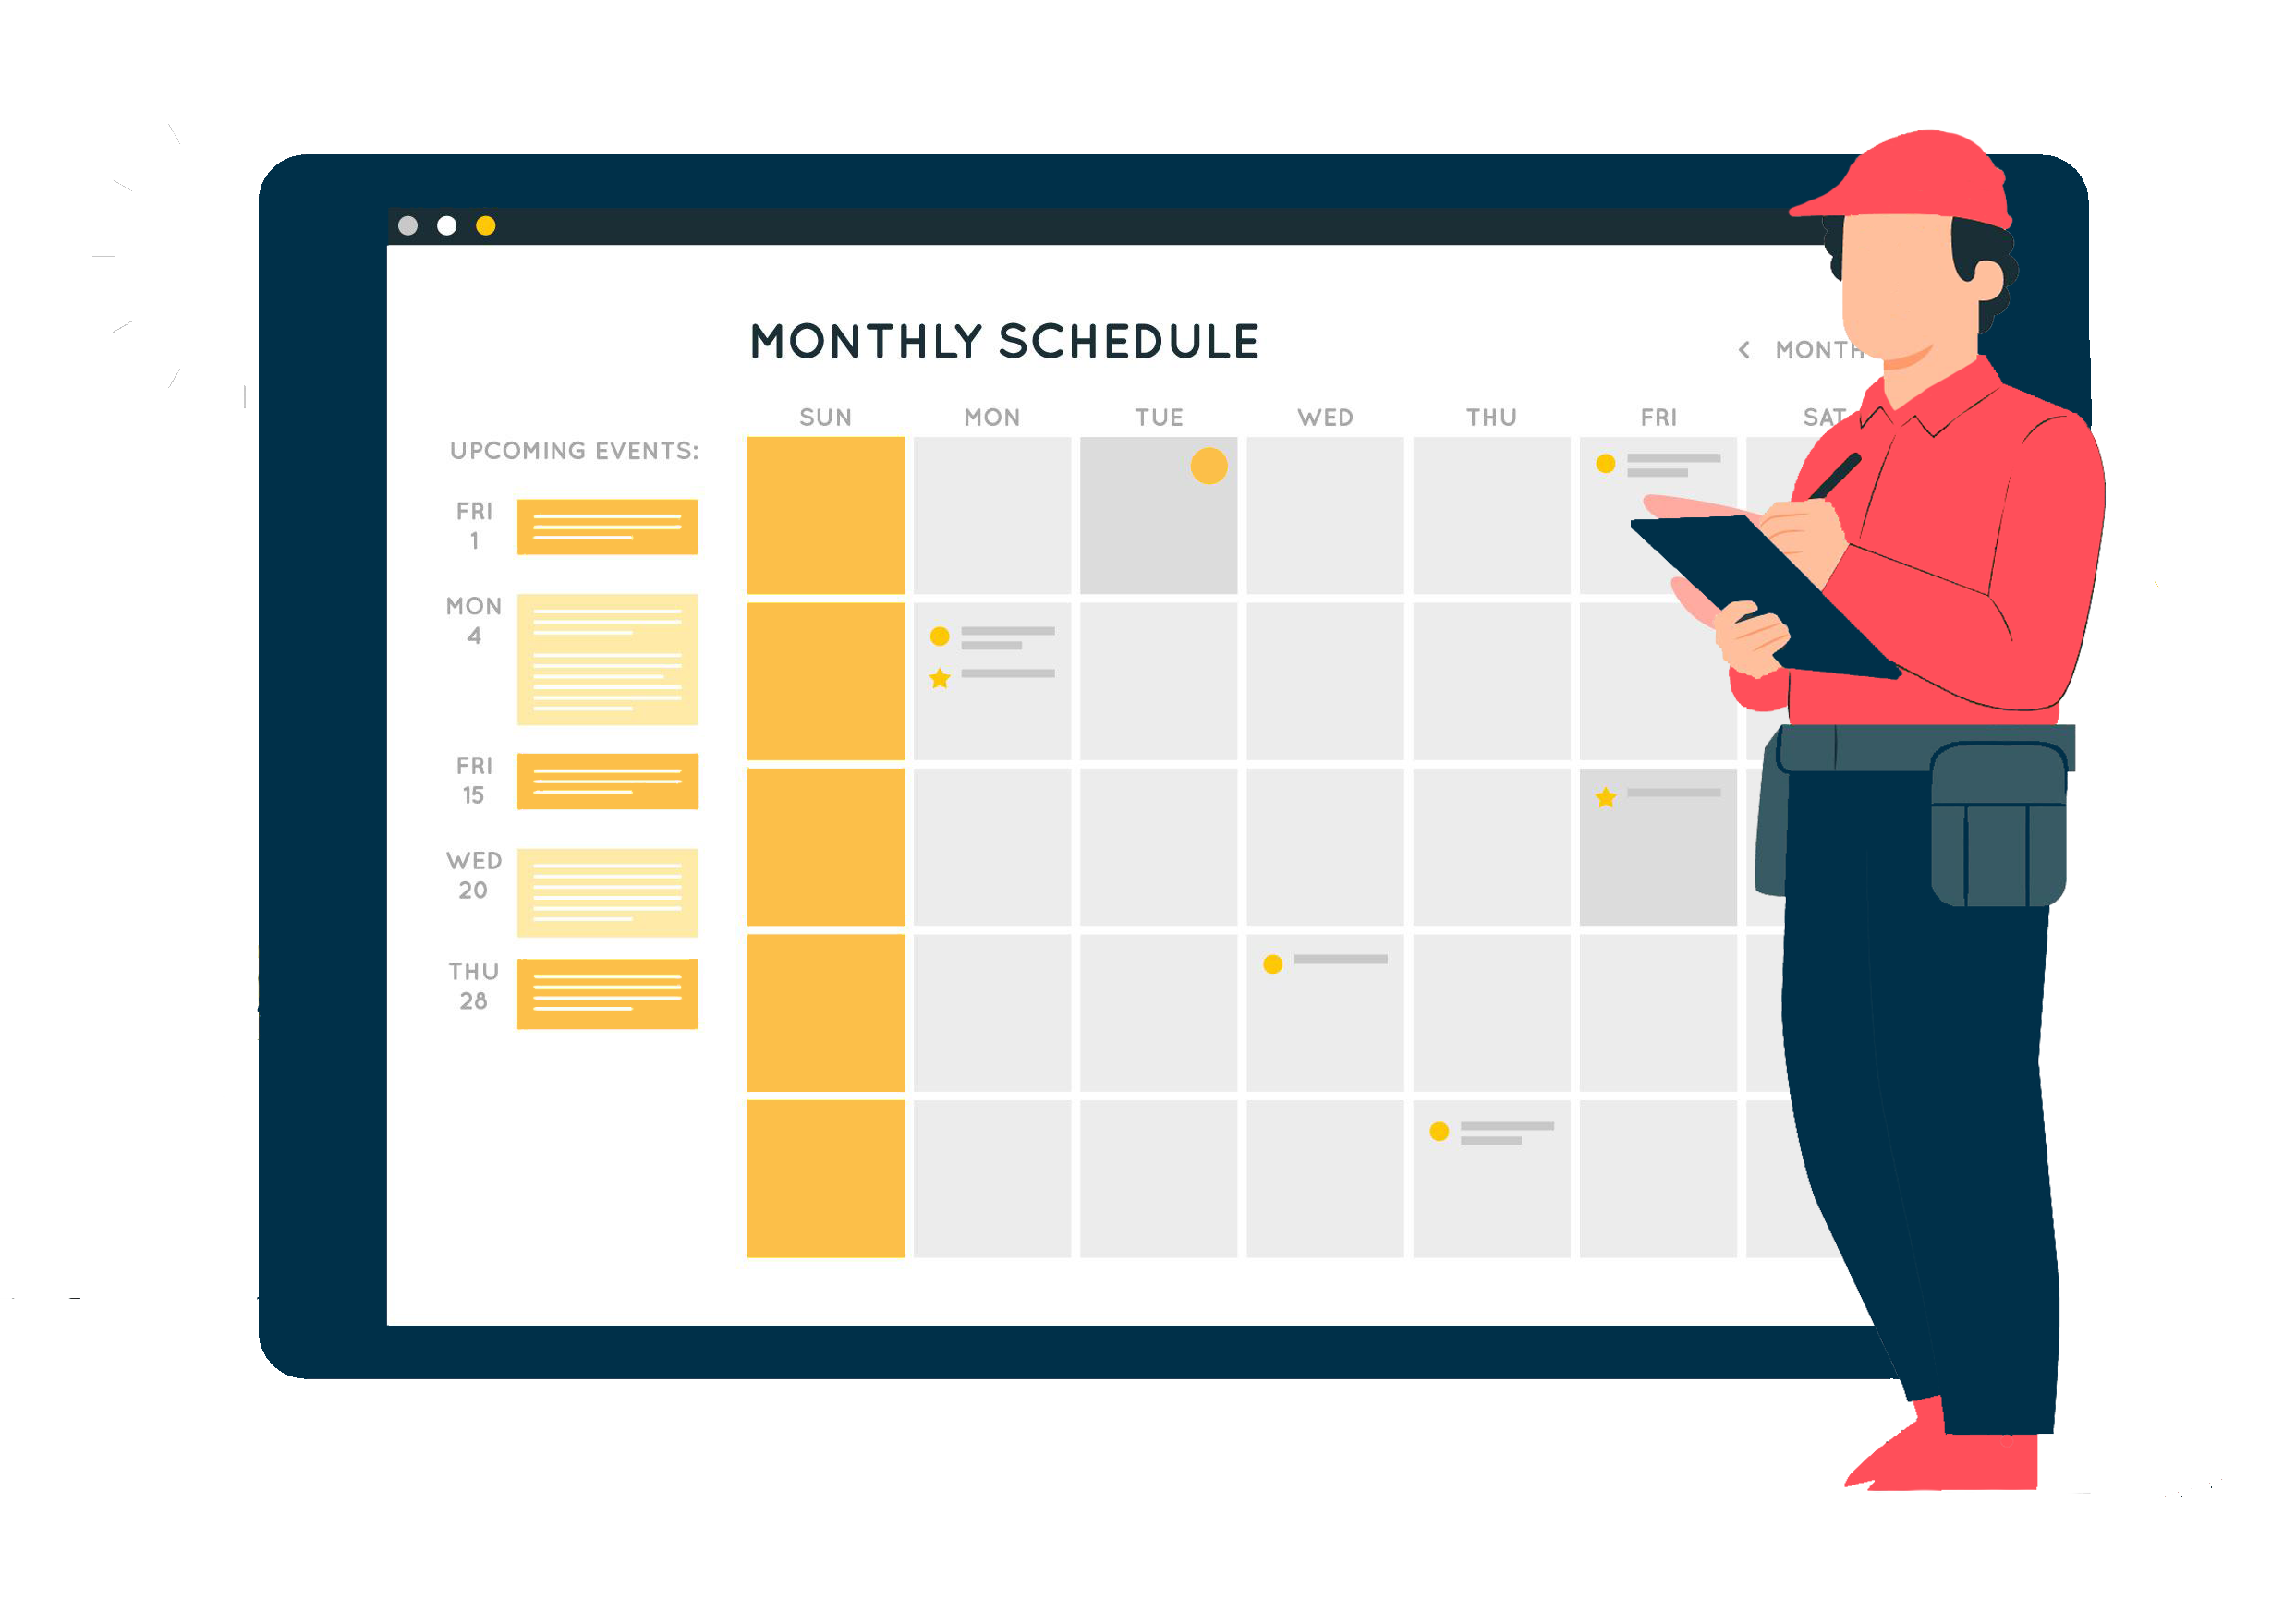 MONTHLY SCHEDULE
< MONTH
SUN MON TUE WED THU FRI SAT
UPCOMING EVENTS:
FRI
1
MON
4
FRI
15
WED
20
THU
28